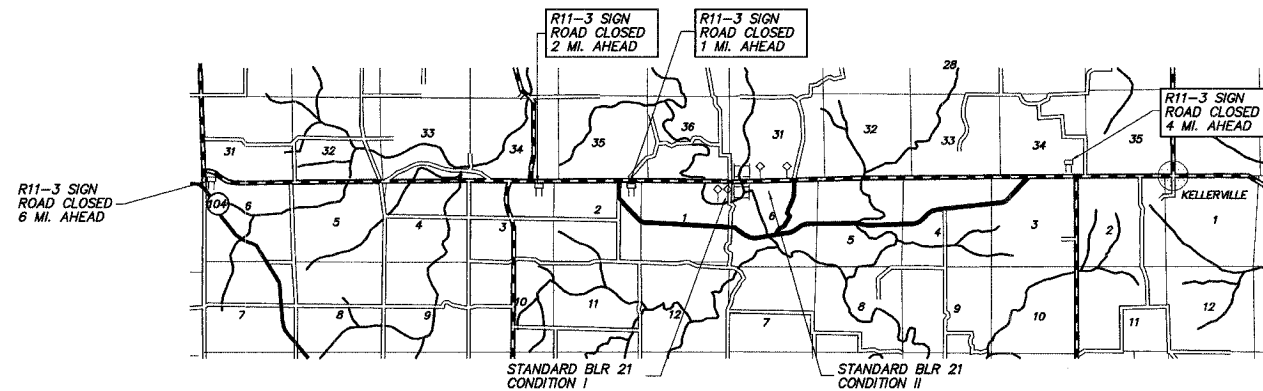 R11-3 SIGN
ROAD CLOSED
2 MI. AHEAD
R11-3 SIGN
ROAD CLOSED
1 MI. AHEAD
R11-3 SIGN
ROAD CLOSED
4 MI. AHEAD
R11-3 SIGN
ROAD CLOSED
6 MI. AHEAD
28
31
32
33
34
35
36
31
32
33
34
35
104
KELLERVILLE
6
5
4
3
2
1
6
5
4
3
2
1
7
8
9
10
11
12
7
8
9
10
11
12
STANDARD BLR 21
CONDITION I
STANDARD BLR 21
CONDITION II